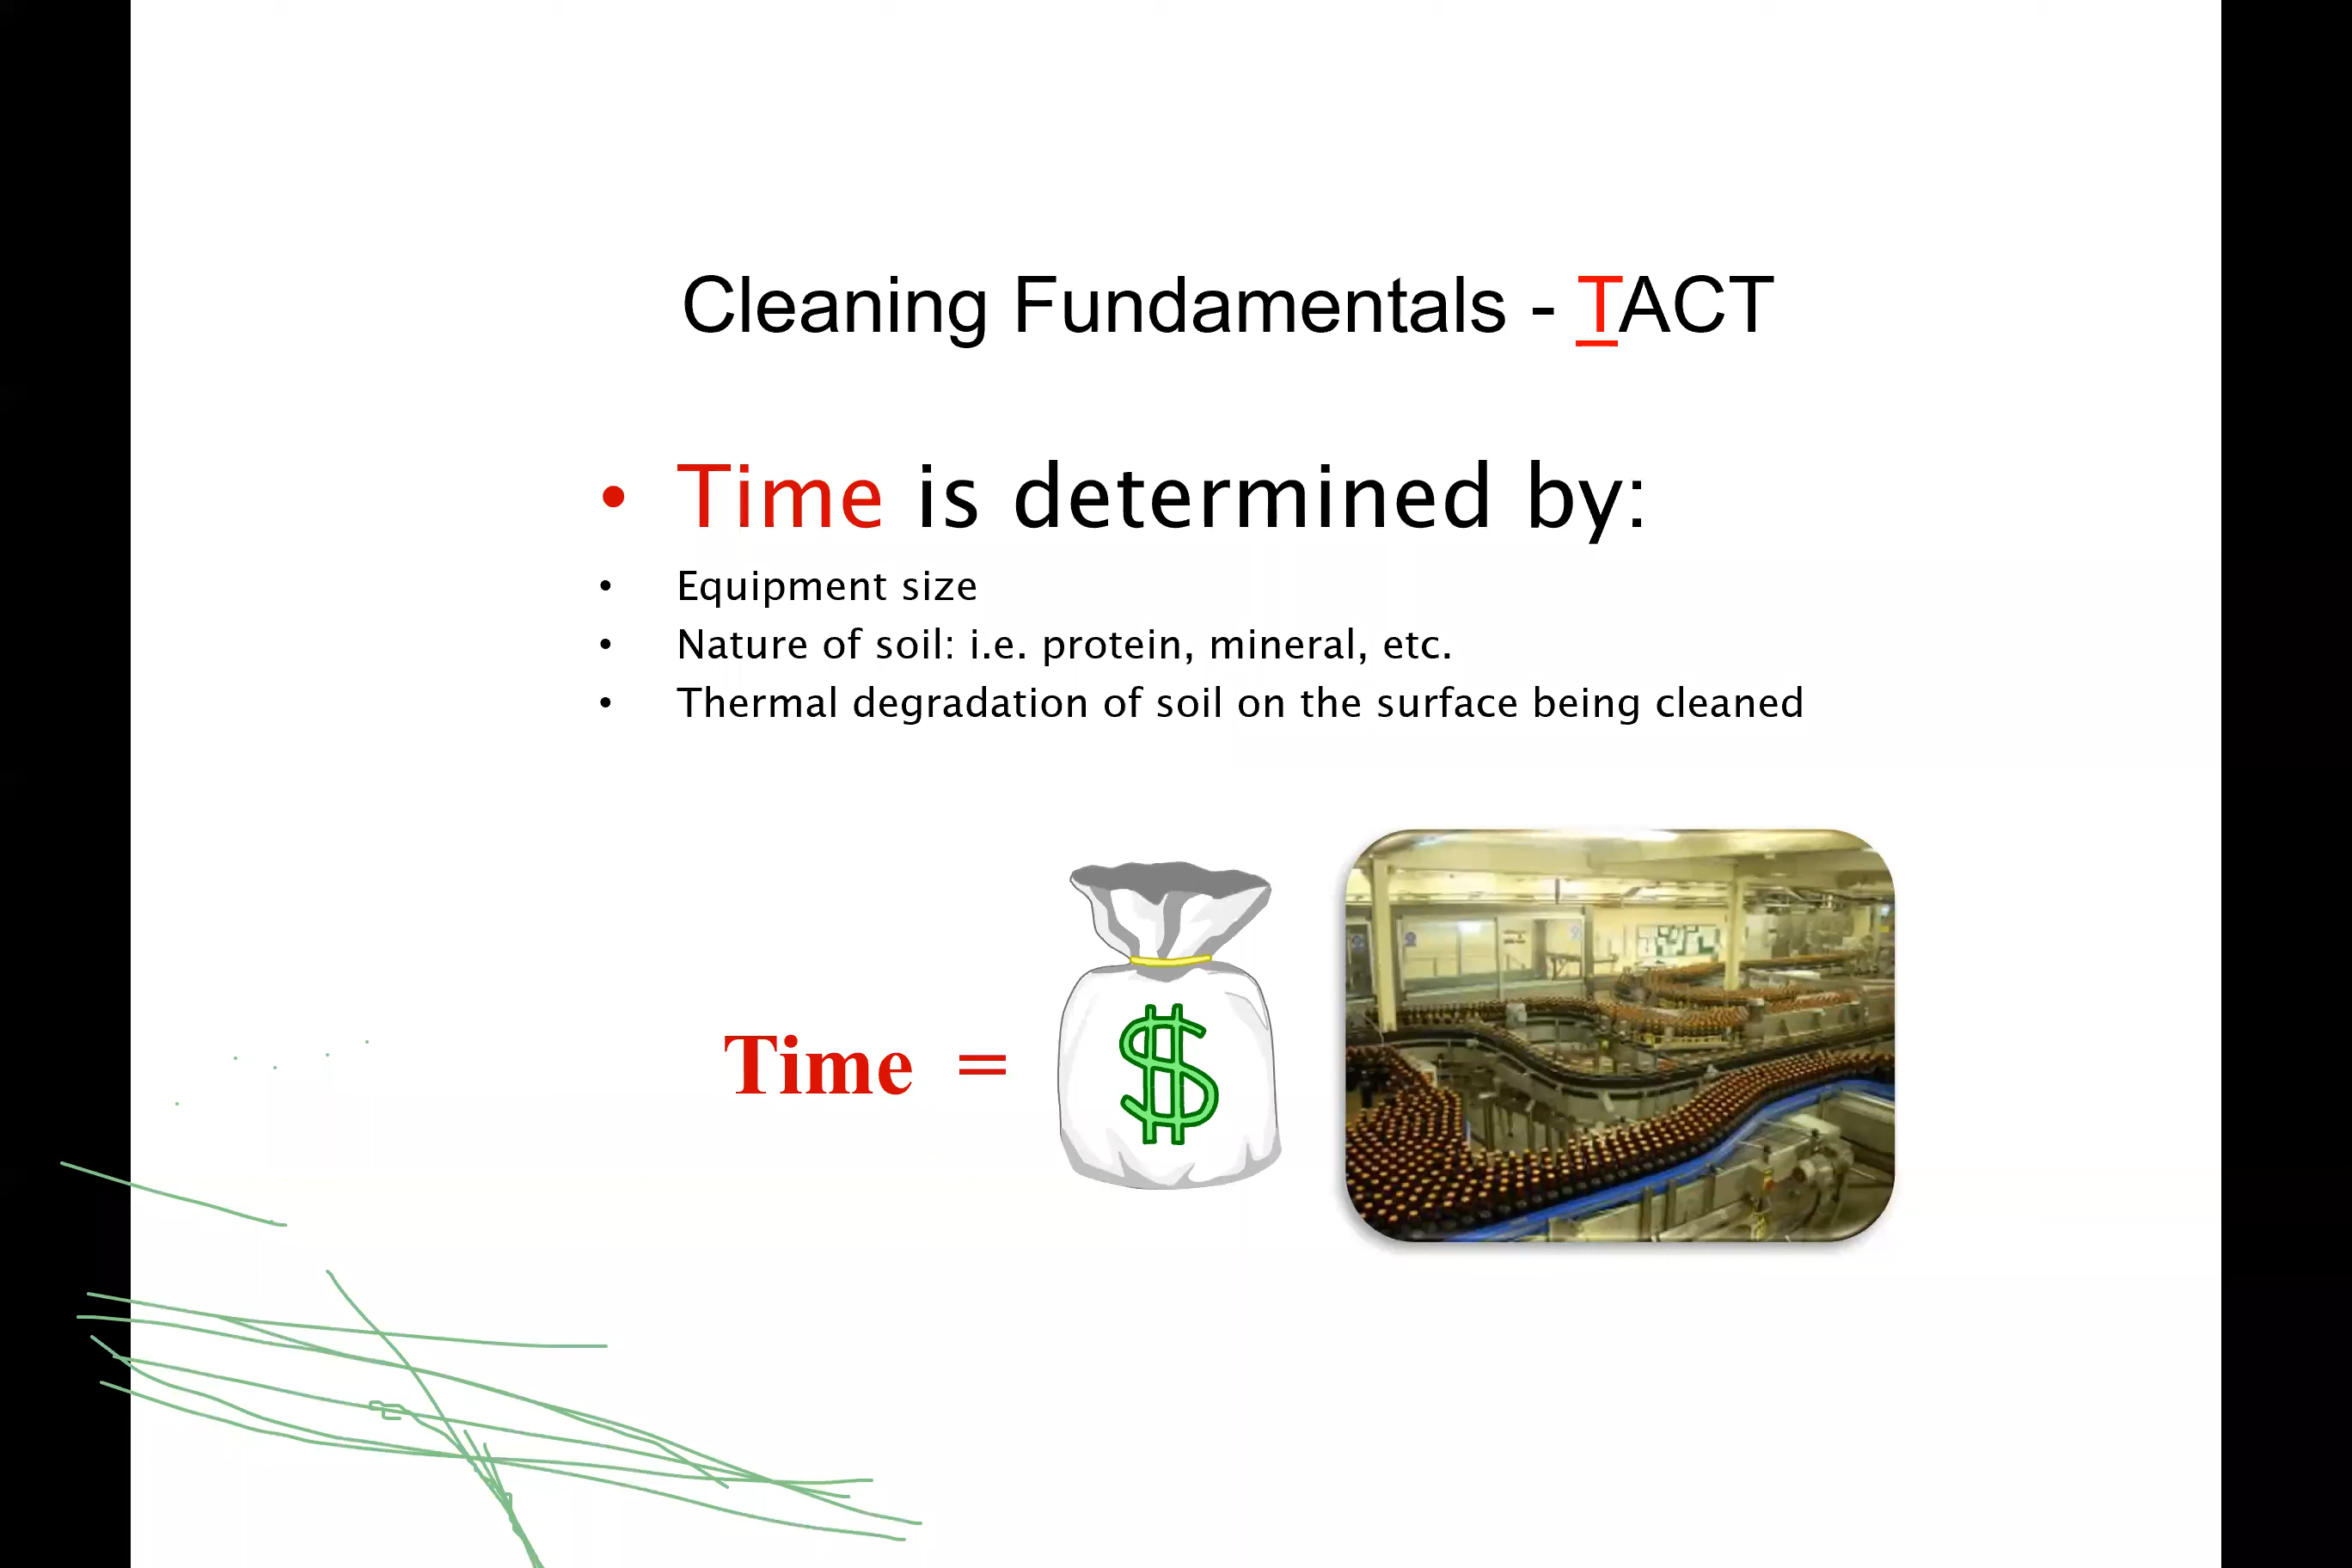 Cleaning Fundamentals - TACT
• Time is determined by:
• Equipment size
• Nature of soil: i.e. protein, mineral, etc.
• Thermal degradation of soil on the surface being cleaned
Time = $